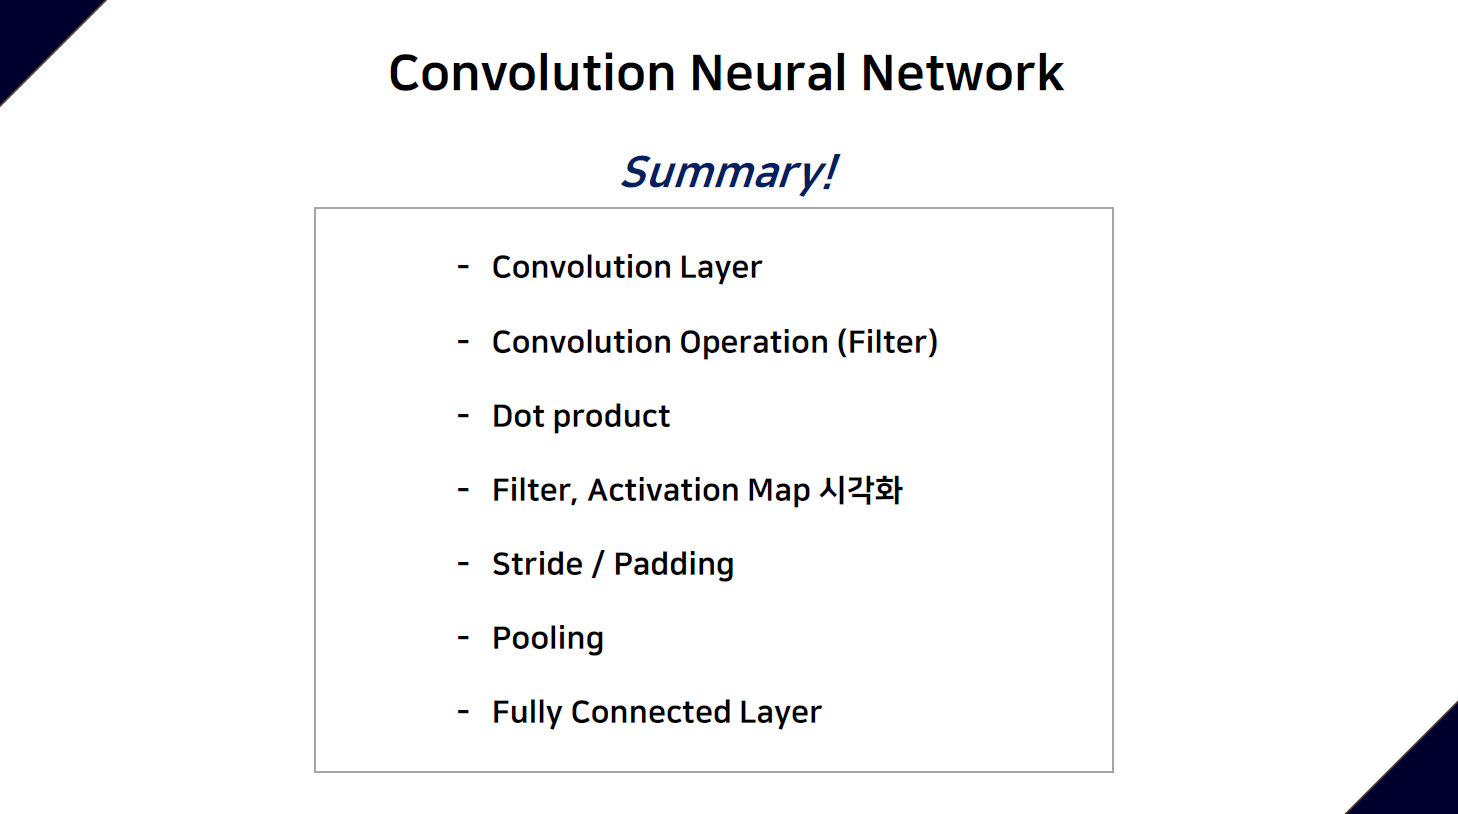 Convolution Neural Network
Summary!
- Convolution Layer
- Convolution Operation (Filter)
- Dot product
- Filter, Activation Map 시각화
- Stride / Padding
- Pooling
- Fully Connected Layer